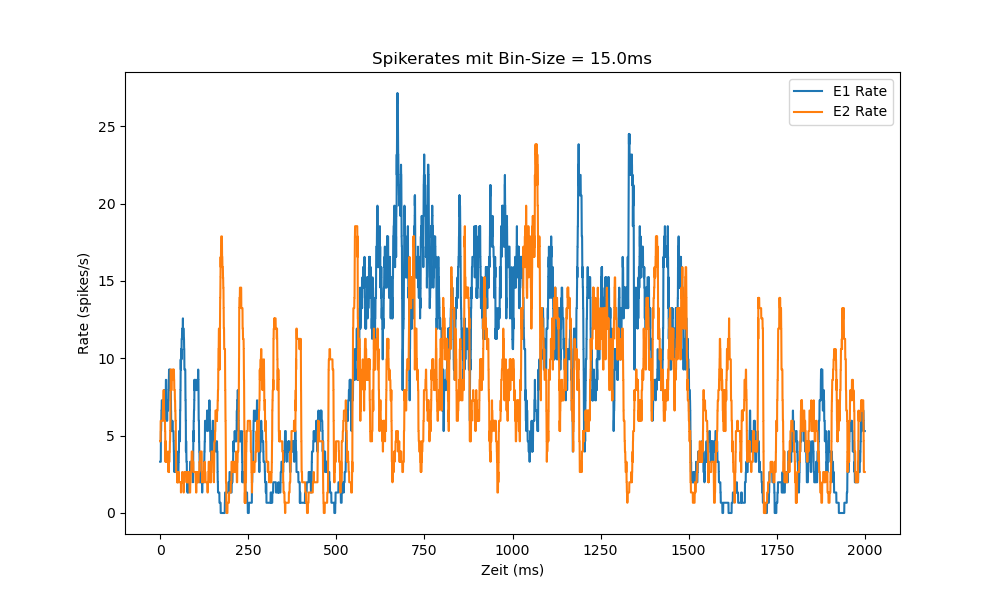 Spikerates mit Bin-Size = 15.0ms
E1 Rate
E2 Rate
Rate (spikes/s)
25
20
15
10
5
0
0 250 500 750 1000 1250 1500 1750 2000
Zeit (ms)